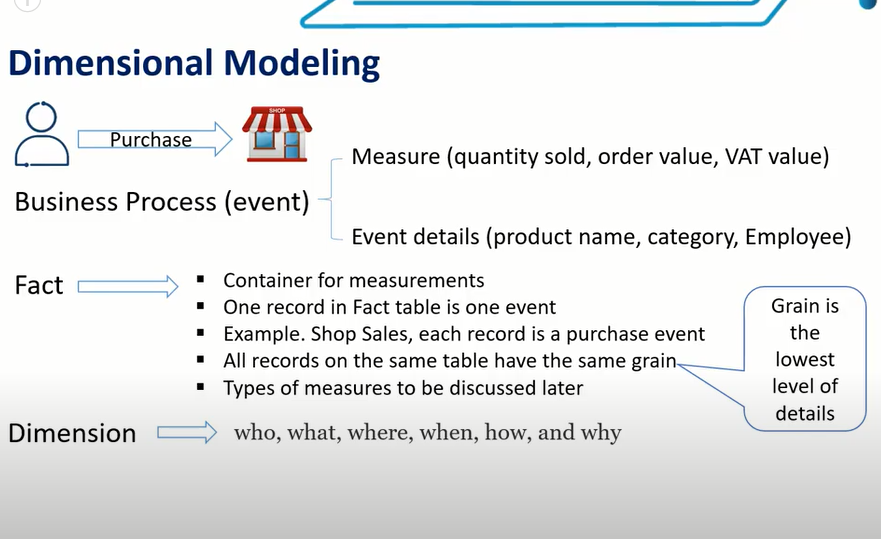 Dimensional Modeling
SHOP
Purchase
Measure (quantity sold, order value, VAT value)
Business Process (event)
Event details (product name, category, Employee)
Fact
▪ Container for measurements
▪ One record in Fact table is one event
▪ Example. Shop Sales, each record is a purchase event
▪ All records on the same table have the same grain
▪ Types of measures to be discussed later
Grain is
the
lowest
level of
details
Dimension
who, what, where, when, how, and why